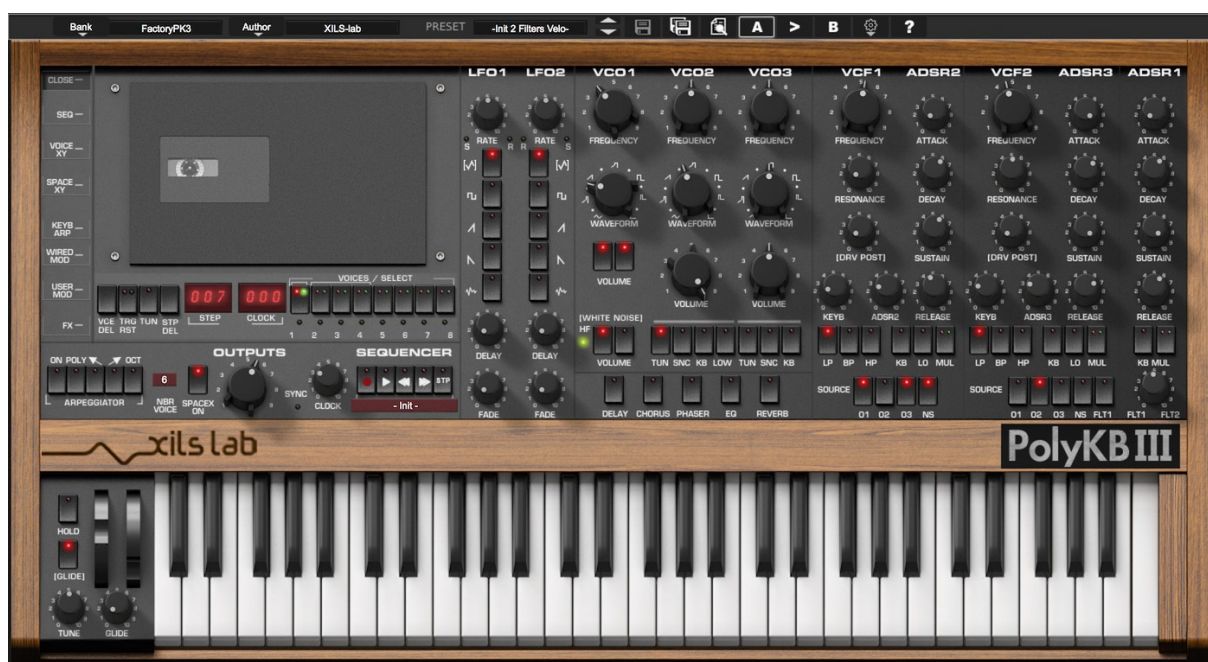 Bank FactoryPK3 Author XILS-lab PRESET -Init 2 Filters Velo- A > B ?
CLOSE
SEQ
VOICE XY
SPACE XY
KEYB ARP
WIRED MOD
USER MOD
FX
VOICES / SELECT
007 000
STEP CLOCK
1 2 3 4 5 6 7 8
VCE DEL TRG RST TUN STP DEL
ON POLY OCT
ARPEGGIATOR
6
NBR VOICE
SPACEX ON
OUTPUTS
SYNC
CLOCK
SEQUENCER
STP
- Init -
LFO1 LFO2
S RATE R R RATE S
DELAY DELAY
FADE FADE
VCO1 VCO2 VCO3
FREQUENCY FREQUENCY FREQUENCY
WAVEFORM WAVEFORM WAVEFORM
VOLUME VOLUME VOLUME
[WHITE NOISE]
HF
VOLUME TUN SNC KB LOW TUN SNC KB
DELAY CHORUS PHASER EQ REVERB
VCF1 ADSR2 VCF2 ADSR3 ADSR1
FREQUENCY ATTACK FREQUENCY ATTACK ATTACK
RESONANCE DECAY RESONANCE DECAY DECAY
[DRV POST] SUSTAIN [DRV POST] SUSTAIN SUSTAIN
KEYB ADSR2 RELEASE KEYB ADSR3 RELEASE RELEASE
LP BP HP KB LO MUL LP BP HP KB LO MUL KB MUL
SOURCE SOURCE
O1 O2 O3 NS O1 O2 O3 NS FLT1 FLT1 FLT2
xils lab
PolyKB III
HOLD
[GLIDE]
TUNE GLIDE